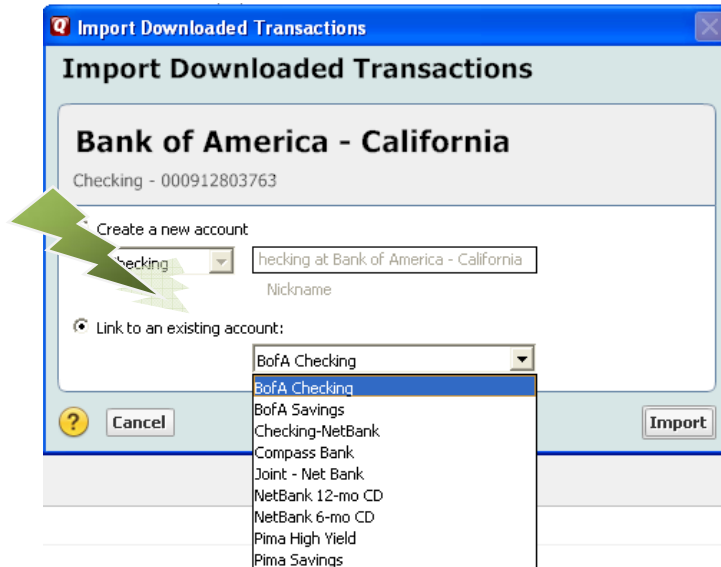 Import Downloaded Transactions
Import Downloaded Transactions
Bank of America - California
Checking - 000912803763
Create a new account
hecking at Bank of America - California
Nickname
Link to an existing account:
BofA Checking
BofA Checking
BofA Savings
Checking-NetBank
Compass Bank
Joint - Net Bank
NetBank 12-mo CD
NetBank 6-mo CD
Pima High Yield
Pima Savings
? Cancel
Import